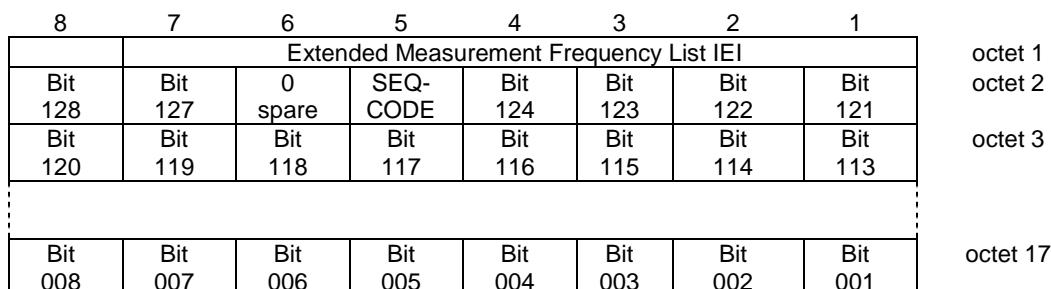 8 7 6 5 4 3 2 1
Extended Measurement Frequency List IEI octet 1
Bit Bit 0 SEQ- Bit Bit Bit Bit octet 2
128 127 spare CODE 124 123 122 121
Bit Bit Bit Bit Bit Bit Bit Bit octet 3
120 119 118 117 116 115 114 113
Bit Bit Bit Bit Bit Bit Bit Bit octet 17
008 007 006 005 004 003 002 001